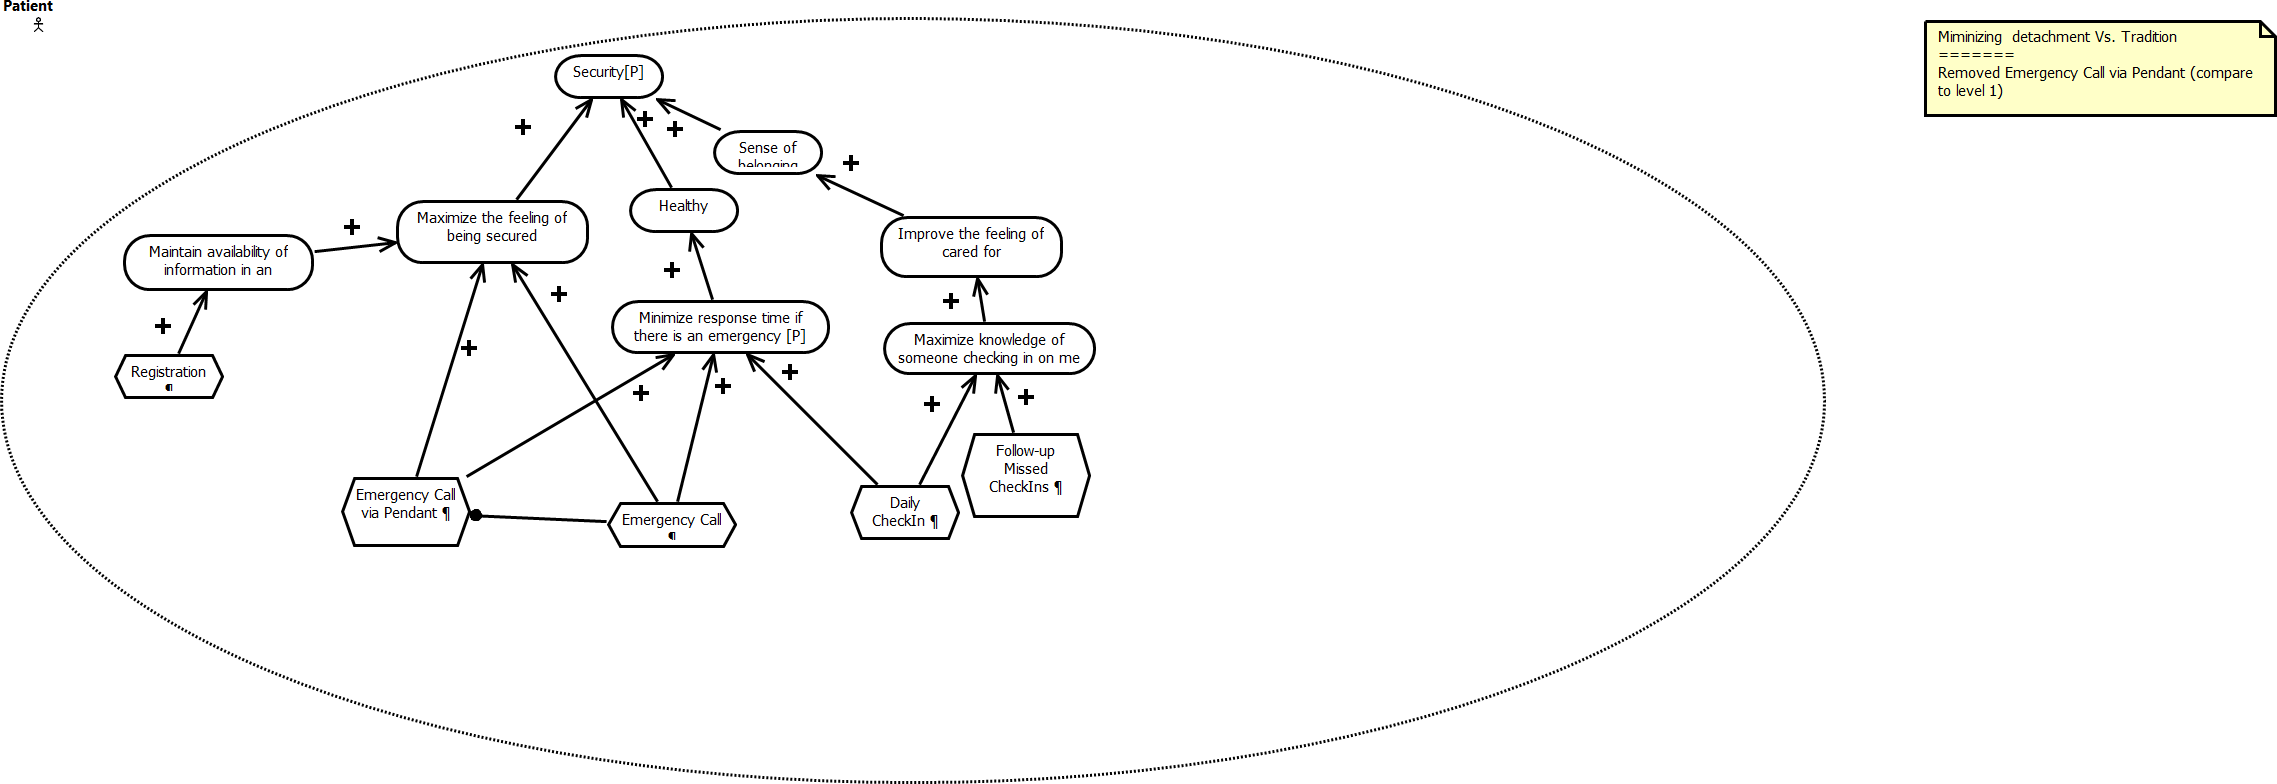 Patient
Miminizing detachment Vs. Tradition
=======
Removed Emergency Call via Pendant (compare
to level 1)
Security[P]
+
+
+
Sense of
belonging
+
Healthy
Maximize the feeling of
being secured
+
Improve the feeling of
cared for
Maintain availability of
information in an
+
+
+
Minimize response time if
there is an emergency [P]
Maximize knowledge of
someone checking in on me
+
+
Registration
¶
+
+
+
+
+
Follow-up
Missed
CheckIns ¶
Emergency Call
via Pendant ¶
Emergency Call
¶
Daily
CheckIn ¶